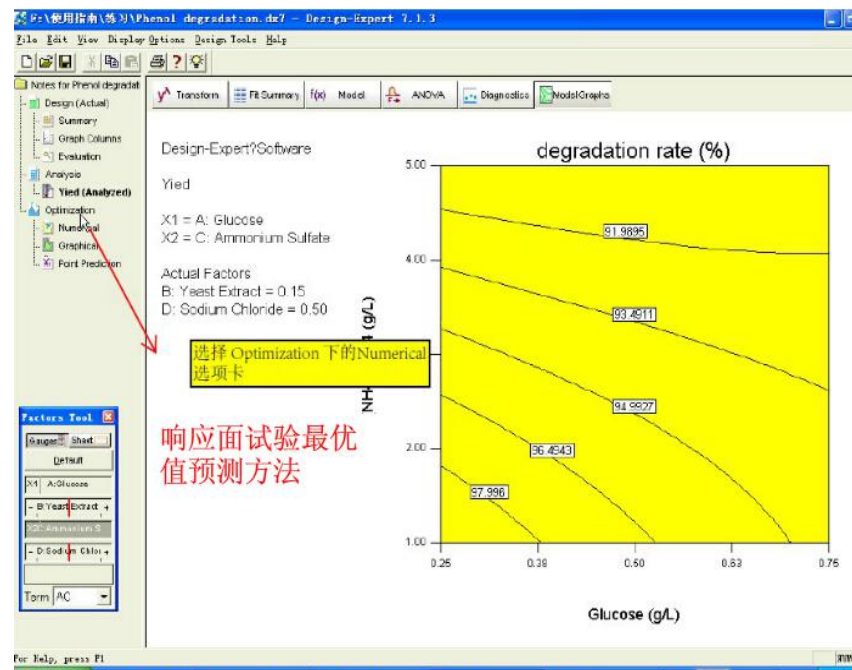 F:\使用指南\练习\Phenol degradation.dx7 - Design-Expert 7.1.3
File Edit View Display Options Design Tools Help
Notes for Phenol degradat
Design (Actual)
Summary
Graph Columns
Evaluation
Analysis
Yied (Analyzed)
Optimization
Numerical
Graphical
Point Prediction
y^λ Transform Fit Summary f(x) Model ANOVA Diagnostics ModelGraphs
Design-Expert?Software
Yied
X1 = A: Glucose
X2 = C: Ammonium Sulfate
Actual Factors
B: Yeast Extract = 0.15
D: Sodium Chloride = 0.50
选择 Optimization 下的Numerical
选项卡
响应面试验最优
值预测方法
degradation rate (%)
5.00
4.00
2.00
1.00
91.9895
93.4911
94.9927
96.4943
97.996
0.25 0.38 0.50 0.63 0.75
Glucose (g/L)
Factors Tool
Gauges Sheet
Default
X1 A:Glucose
- B:Yeast Extract +
X2C:Ammonium S
- D:Sodium Chlor +
Term AC
For Help, press F1